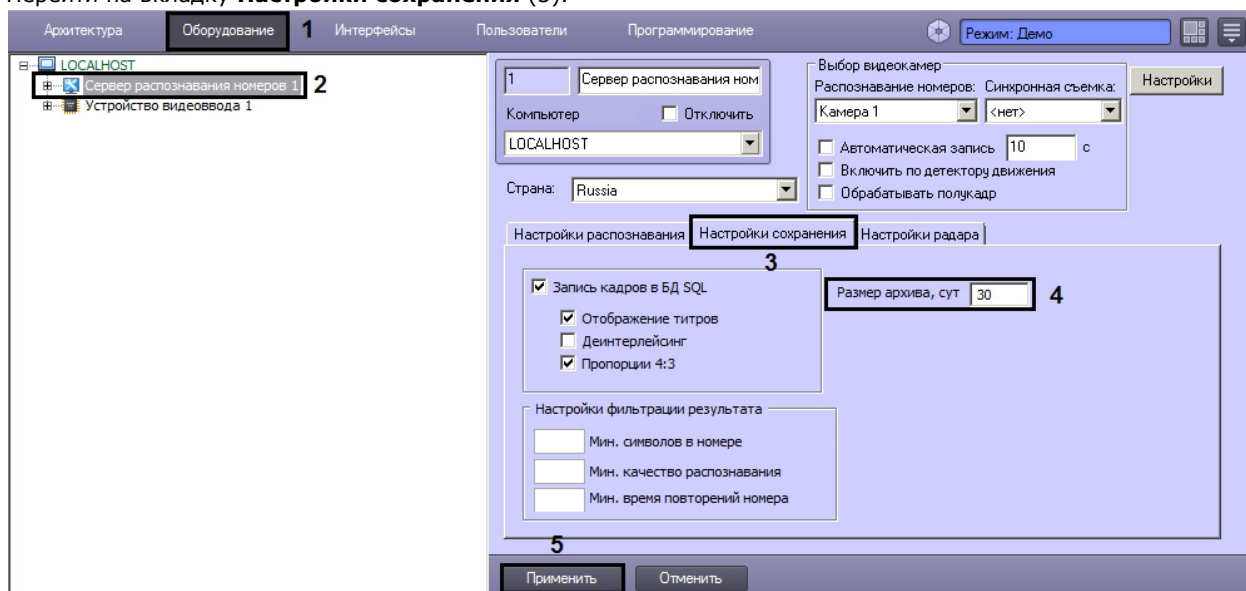 перейти на вкладку Настройки сохранения (3).
Архитектура Оборудование 1 Интерфейсы Пользователи Программирование Режим: Демо
LOCALHOST
Сервер распознавания номеров 1 2
Устройство видеоввода 1
1 Сервер распознавания ном
Компьютер Отключить
LOCALHOST
Страна: Russia
Выбор видеокамер
Распознавание номеров: Синхронная съемка:
Камера 1 <нет>
Автоматическая запись 10 с
Включить по детектору движения
Обрабатывать полукадр
Настройки
Настройки распознавания Настройки сохранения Настройки радара
3
Запись кадров в БД SQL
Отображение титров
Деинтерлейсинг
Пропорции 4:3
Размер архива, сут 30 4
Настройки фильтрации результата
Мин. символов в номере
Мин. качество распознавания
Мин. время повторений номера
5
Применить Отменить